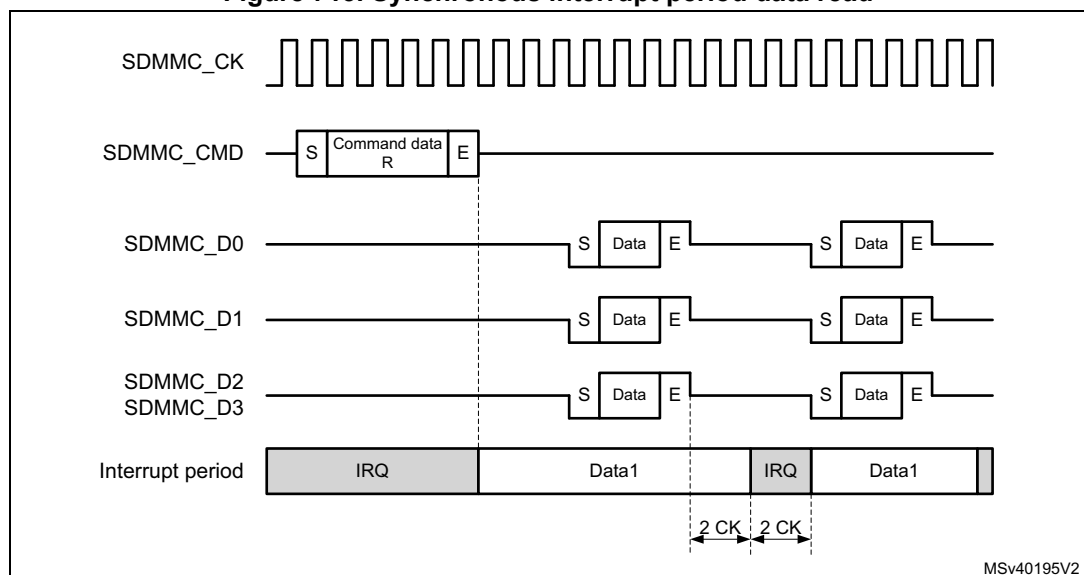 SDMMC_CK
SDMMC_CMD
S
Command data
R
E
SDMMC_D0
S
Data
E
S
Data
E
SDMMC_D1
S
Data
E
S
Data
E
SDMMC_D2
SDMMC_D3
S
Data
E
S
Data
E
Interrupt period
IRQ
Data1
IRQ
Data1
2 CK
2 CK
MSv40195V2